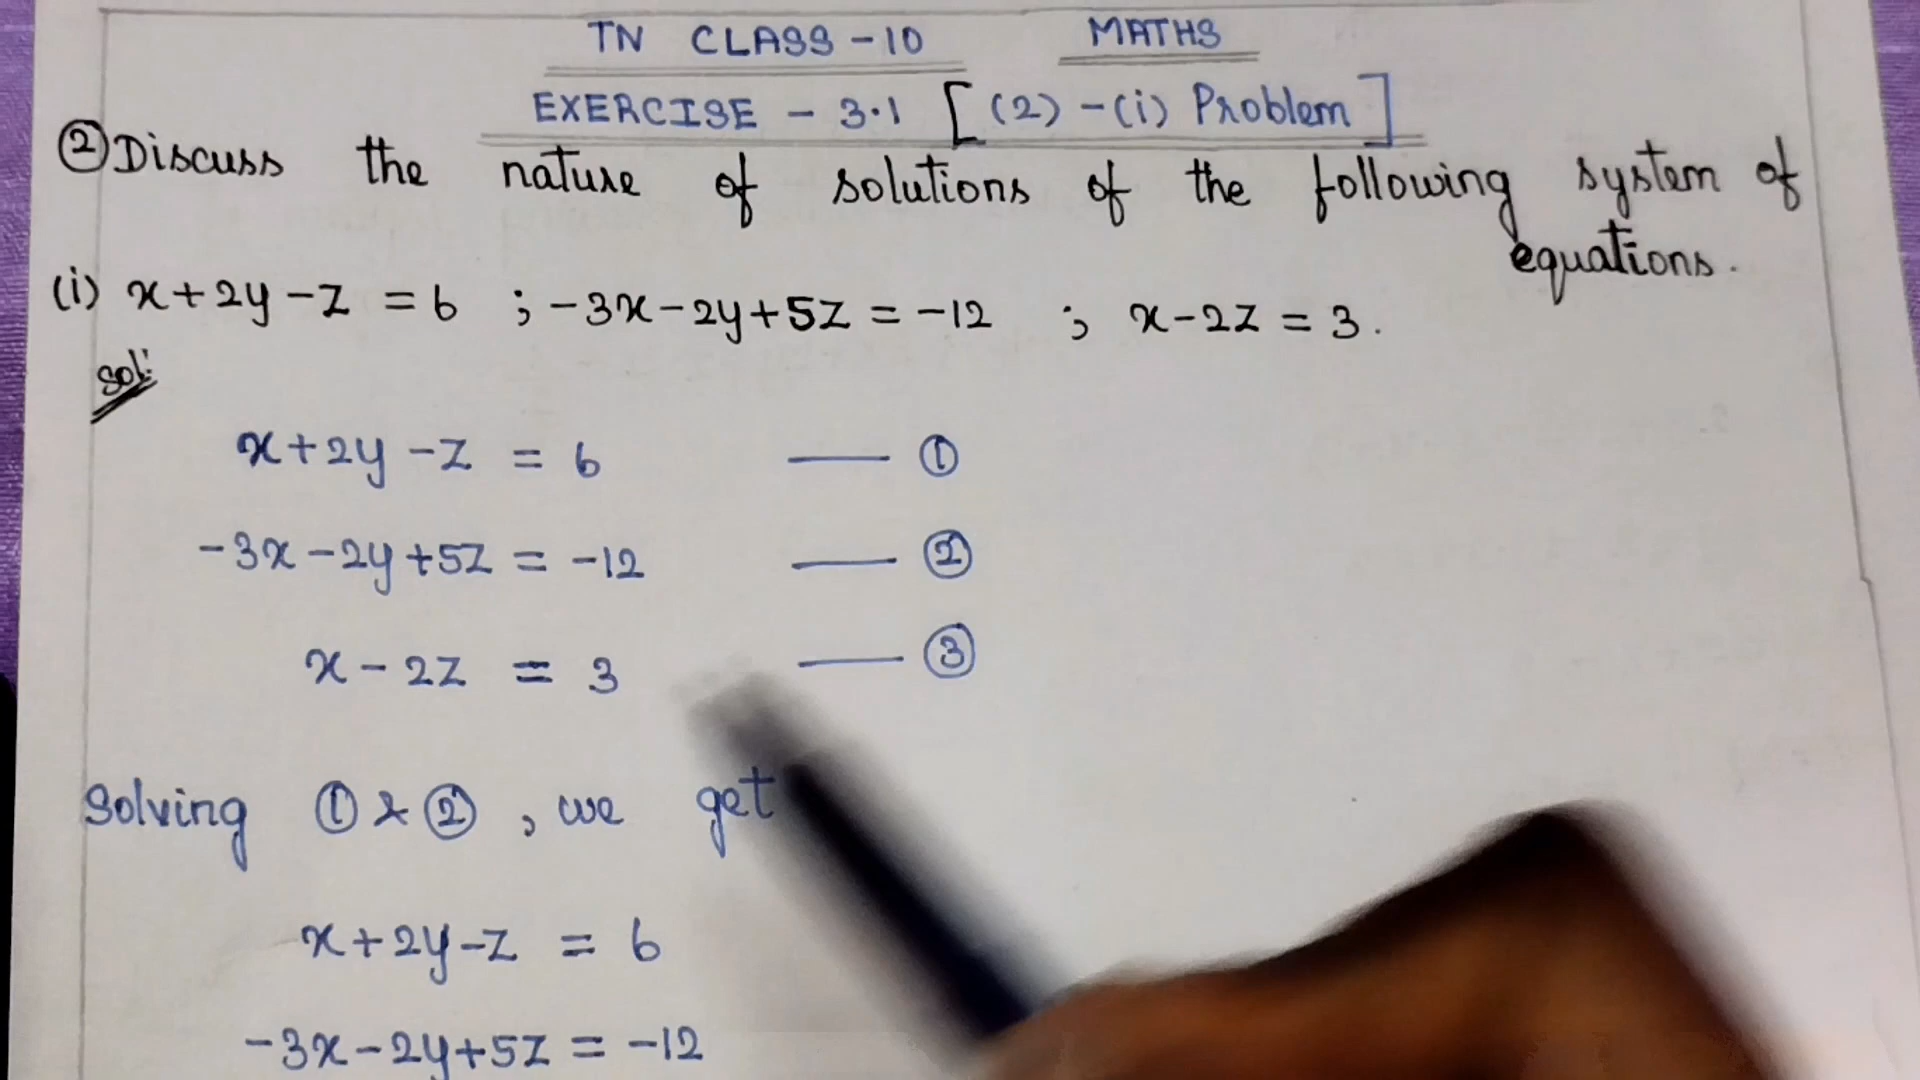 TN CLASS - 10 MATHS
EXERCISE - 3.1 [(2) - (i) Problem]
② Discuss the nature of solutions of the following system of
equations.
(i) x+2y-z = 6 ; -3x-2y+5z = -12 ; x-2z = 3.
Sol:
x+2y-z = 6 —— ①
-3x-2y+5z = -12 —— ②
x-2z = 3 —— ③
Solving ① & ②, we get
x+2y-z = 6
-3x-2y+5z = -12